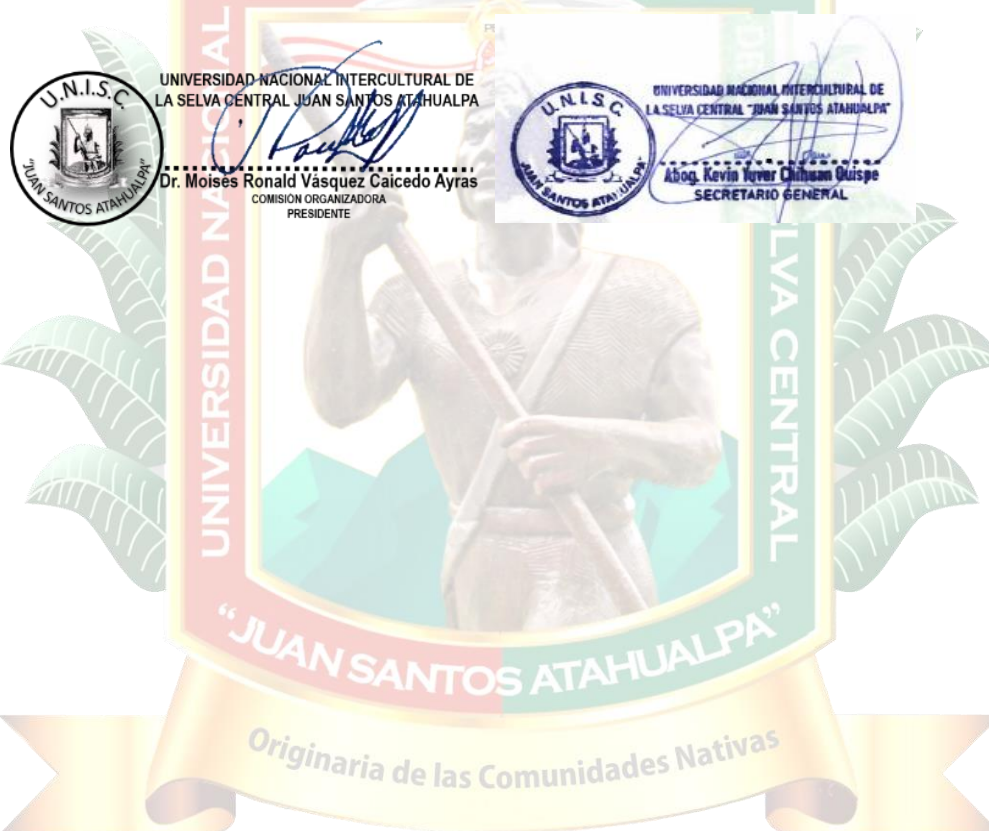 U.N.I.S.C.
"JUAN SANTOS ATAHUALPA"
UNIVERSIDAD NACIONAL INTERCULTURAL DE
LA SELVA CENTRAL JUAN SANTOS ATAHUALPA
Dr. Moises Ronald Vásquez Caicedo Ayras
COMISIÓN ORGANIZADORA
PRESIDENTE
U.N.I.S.C.
"JUAN SANTOS ATAHUALPA"
UNIVERSIDAD NACIONAL INTERCULTURAL DE
LA SELVA CENTRAL "JUAN SANTOS ATAHUALPA"
Abog. Kevin Yuver Chihuan Quispe
SECRETARIO GENERAL
UNIVERSIDAD NACIONAL
DE
SELVA CENTRAL
"JUAN SANTOS ATAHUALPA"
Originaria de las Comunidades Nativas